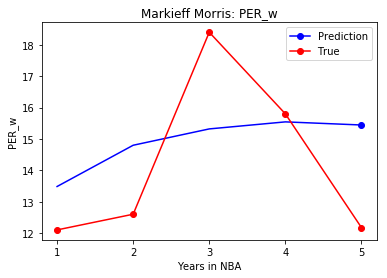 Markieff Morris: PER_w
Prediction
True
18
17
16
15
14
13
12
PER_w
1 2 3 4 5
Years in NBA